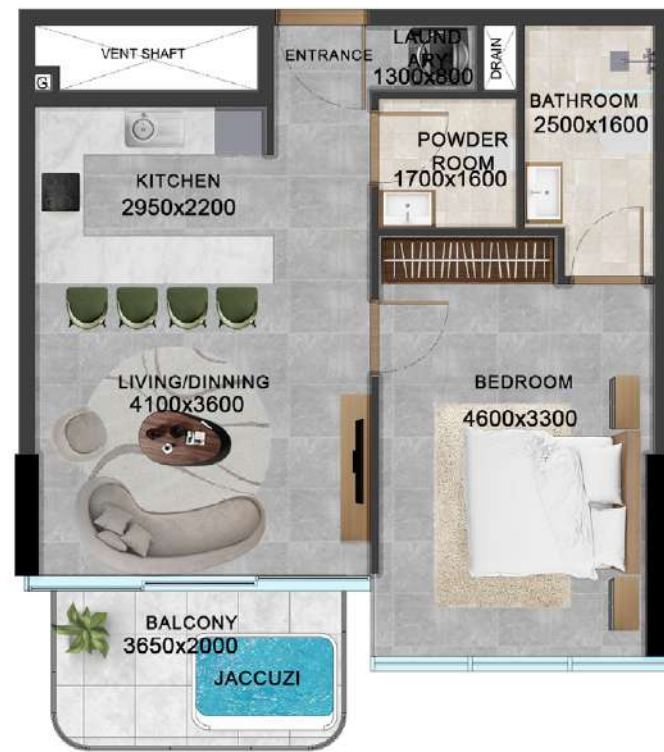 VENT SHAFT
G
ENTRANCE
LAUND
ARY
1300x800
DRAIN
BATHROOM
2500x1600
POWDER
ROOM
1700x1600
KITCHEN
2950x2200
LIVING/DINNING
4100x3600
BEDROOM
4600x3300
BALCONY
3650x2000
JACCUZI